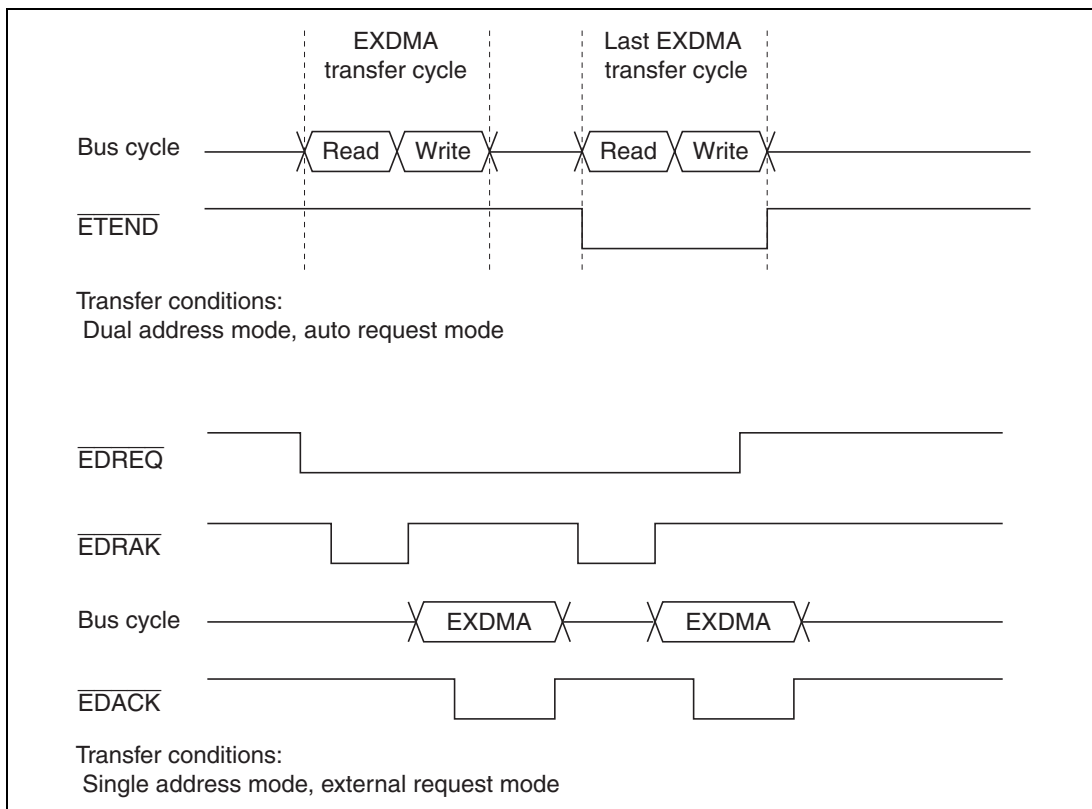 EXDMA
transfer cycle
Last EXDMA
transfer cycle
Bus cycle
Read
Write
Read
Write
ETEND
Transfer conditions:
Dual address mode, auto request mode
EDREQ
EDRAK
Bus cycle
EXDMA
EXDMA
EDACK
Transfer conditions:
Single address mode, external request mode